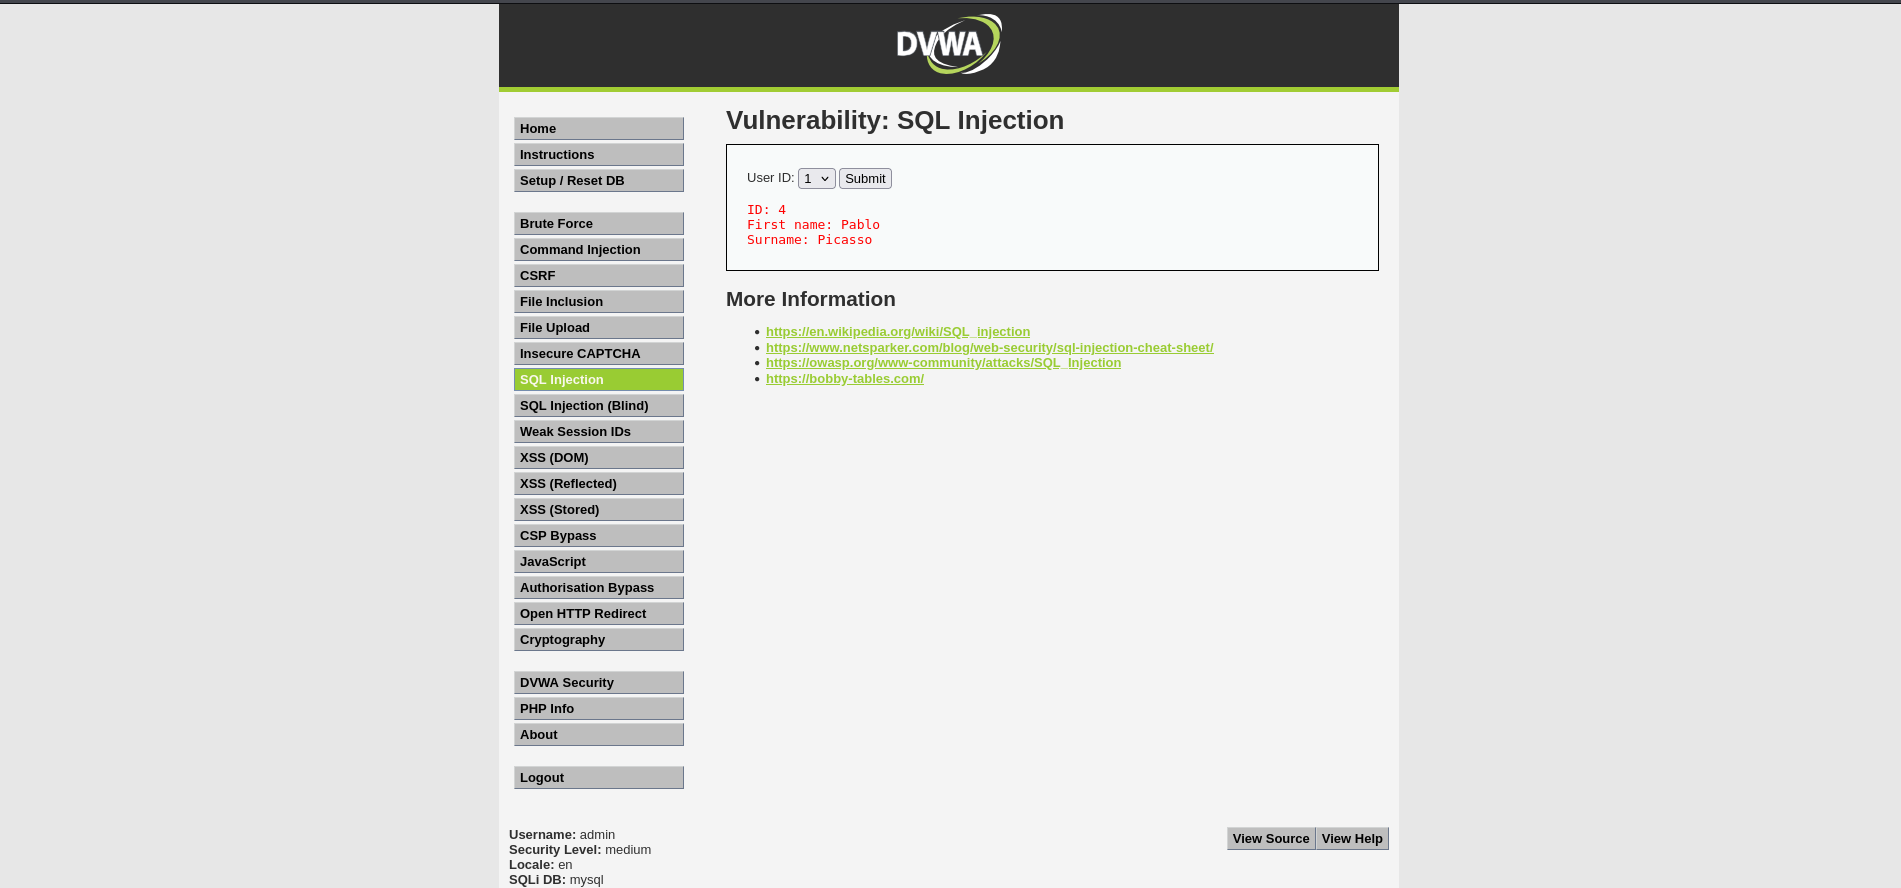 DVWA
Home
Instructions
Setup / Reset DB
Brute Force
Command Injection
CSRF
File Inclusion
File Upload
Insecure CAPTCHA
SQL Injection
SQL Injection (Blind)
Weak Session IDs
XSS (DOM)
XSS (Reflected)
XSS (Stored)
CSP Bypass
JavaScript
Authorisation Bypass
Open HTTP Redirect
Cryptography
DVWA Security
PHP Info
About
Logout
Vulnerability: SQL Injection
User ID: 1 Submit
ID: 4
First name: Pablo
Surname: Picasso
More Information
https://en.wikipedia.org/wiki/SQL_injection
https://www.netsparker.com/blog/web-security/sql-injection-cheat-sheet/
https://owasp.org/www-community/attacks/SQL_Injection
https://bobby-tables.com/
Username: admin
Security Level: medium
Locale: en
SQLi DB: mysql
View Source View Help